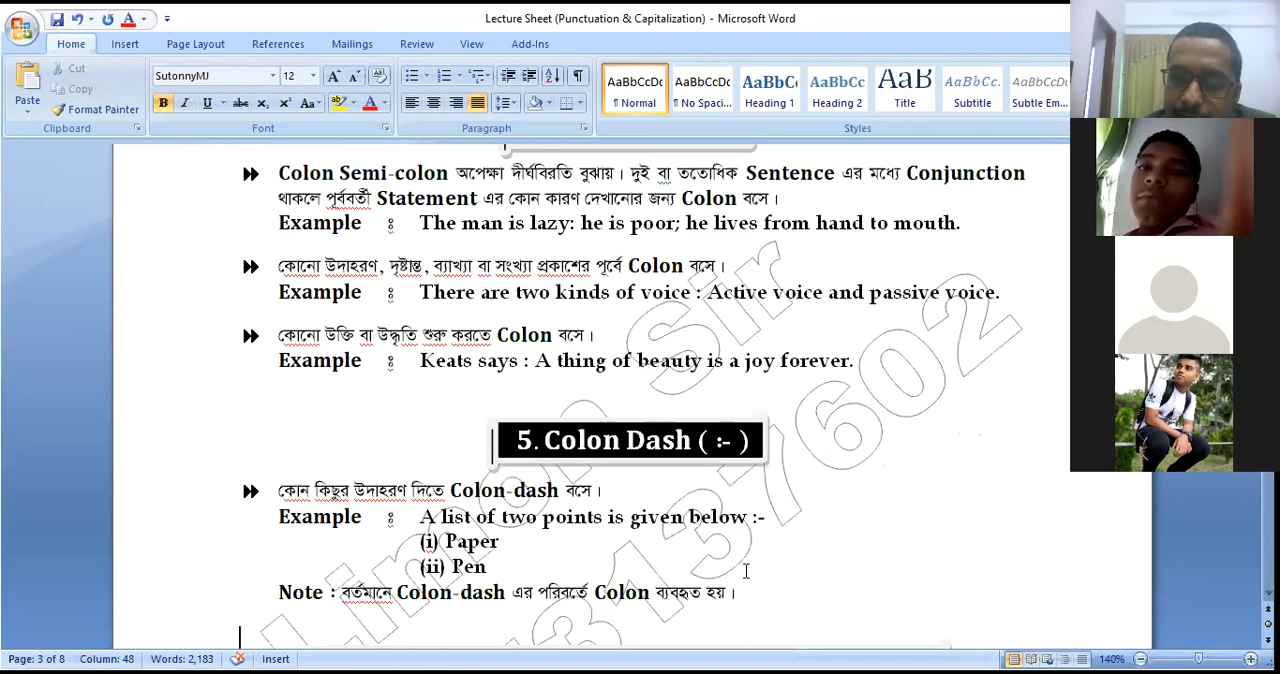 Lecture Sheet (Punctuation & Capitalization) - Microsoft Word
Home Insert Page Layout References Mailings Review View Add-Ins
Cut
Copy
Format Painter
Paste
Clipboard
SutonnyMJ 12
Font
Paragraph
AaBbCcDc AaBbCcDc AaBbC AaBbCc AaB AaBbCc. AaBbCcDc
¶ Normal ¶ No Spaci... Heading 1 Heading 2 Title Subtitle Subtle Em...
Styles
Colon Semi-colon অপেক্ষা দীর্ঘবিরতি বুঝায়। দুই বা ততোধিক Sentence এর মধ্যে Conjunction
থাকলে পূর্ববর্তী Statement এর কোন কারণ দেখানোর জন্য Colon বসে।
Example ঃ The man is lazy: he is poor; he lives from hand to mouth.
কোনো উদাহরণ, দৃষ্টান্ত, ব্যাখ্যা বা সংখ্যা প্রকাশের পূর্বে Colon বসে।
Example ঃ There are two kinds of voice : Active voice and passive voice.
কোনো উক্তি বা উদ্ধৃতি শুরু করতে Colon বসে।
Example ঃ Keats says : A thing of beauty is a joy forever.
5. Colon Dash ( :- )
কোন কিছুর উদাহরণ দিতে Colon-dash বসে।
Example ঃ A list of two points is given below :-
(i) Paper
(ii) Pen
Note : বর্তমানে Colon-dash এর পরিবর্তে Colon ব্যবহৃত হয়।
Limon Sir
Page: 3 of 8 Column: 48 Words: 2,183 Insert 140%